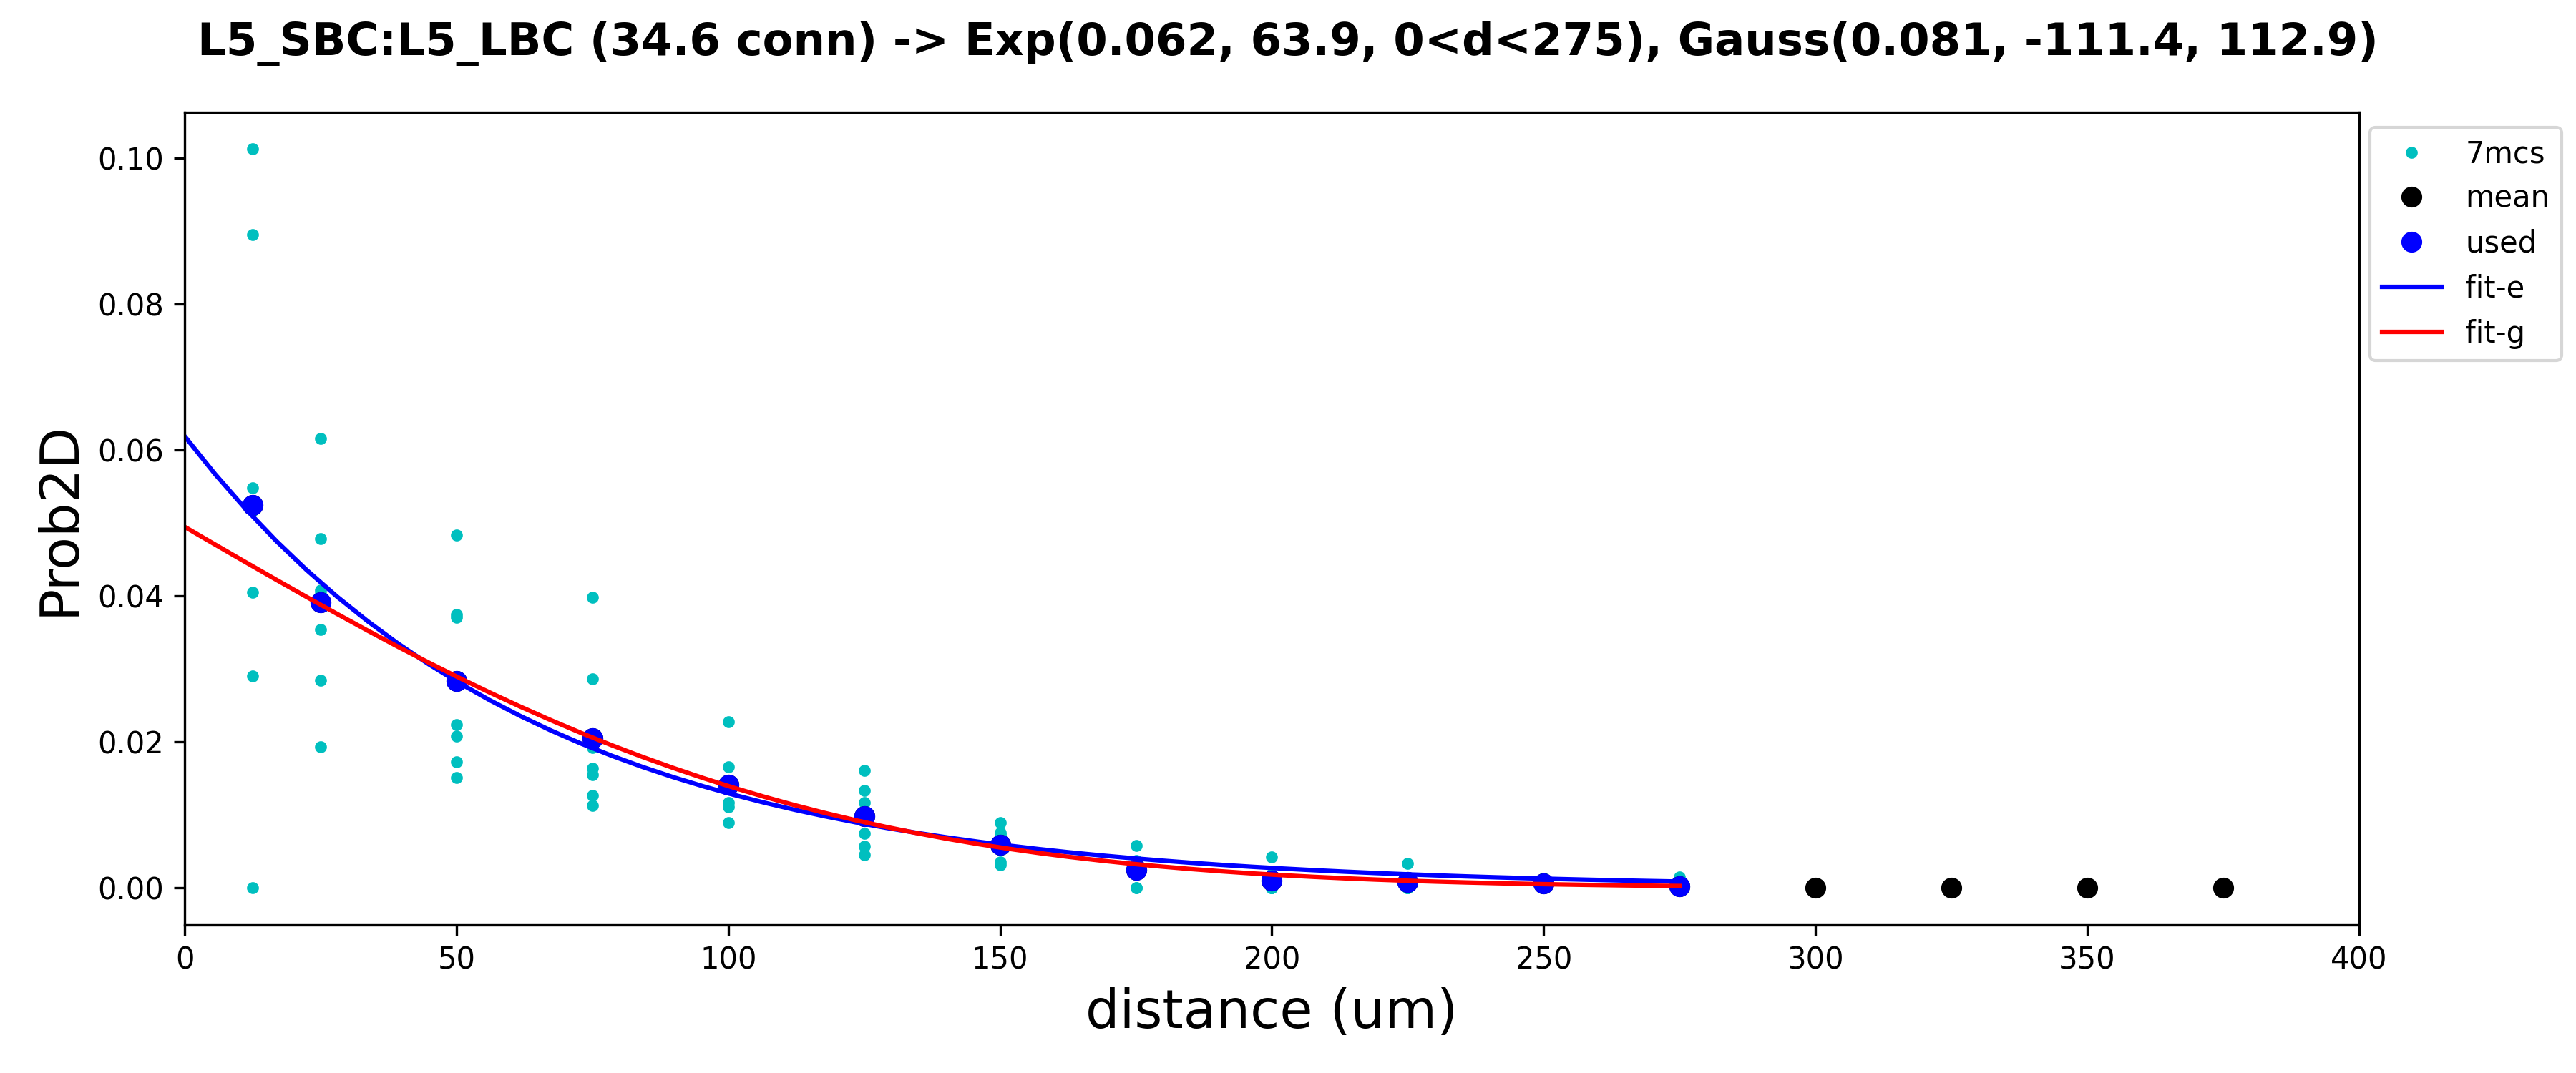 L5_SBC:L5_LBC (34.6 conn) -> Exp(0.062, 63.9, 0<d<275), Gauss(0.081, -111.4, 112.9)
7mcs
mean
used
fit-e
fit-g
Prob2D
0.10
0.08
0.06
0.04
0.02
0.00
0 50 100 150 200 250 300 350 400
distance (um)